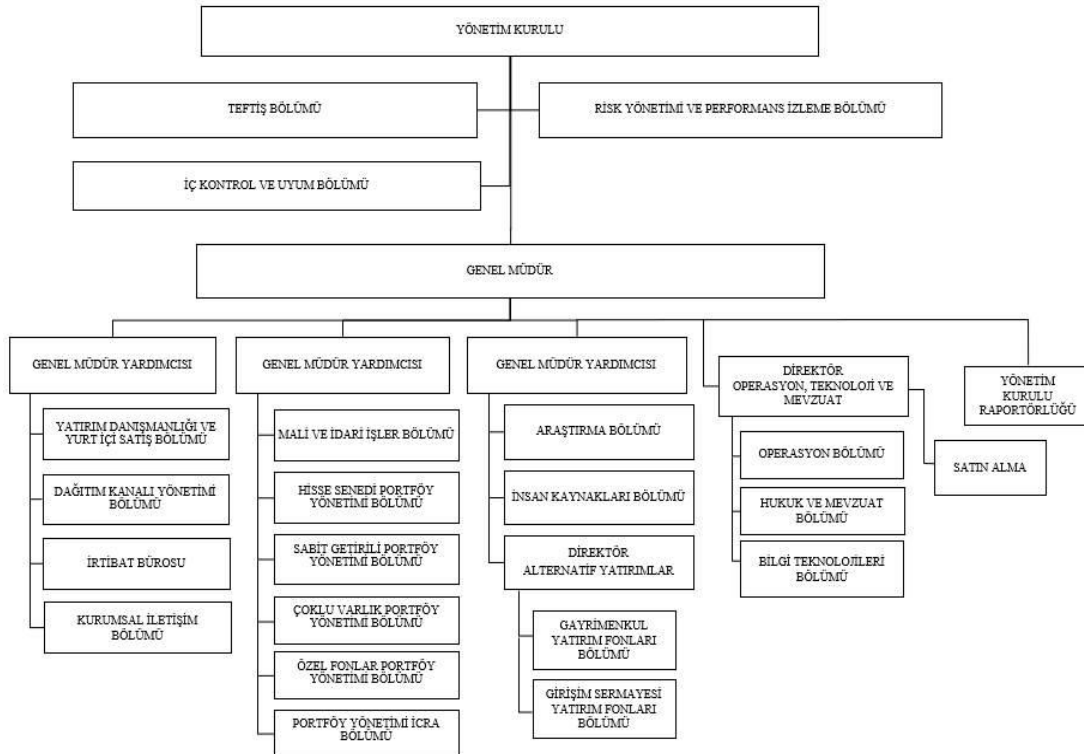 YÖNETİM KURULU
TEFTİŞ BÖLÜMÜ
RİSK YÖNETİMİ VE PERFORMANS İZLEME BÖLÜMÜ
İÇ KONTROL VE UYUM BÖLÜMÜ
GENEL MÜDÜR
GENEL MÜDÜR YARDIMCISI
YATIRIM DANIŞMANLIĞI VE
YURT İÇİ SATIŞ BÖLÜMÜ
DAĞITIM KANALI YÖNETİMİ
BÖLÜMÜ
İRTİBAT BÜROSU
KURUMSAL İLETİŞİM
BÖLÜMÜ
GENEL MÜDÜR YARDIMCISI
MALİ VE İDARİ İŞLER BÖLÜMÜ
HİSSE SENEDİ PORTFÖY
YÖNETİMİ BÖLÜMÜ
SABİT GETİRİLİ PORTFÖY
YÖNETİMİ BÖLÜMÜ
ÇOKLU VARLIK PORTFÖY
YÖNETİMİ BÖLÜMÜ
ÖZEL FONLAR PORTFÖY
YÖNETİMİ BÖLÜMÜ
PORTFÖY YÖNETİMİ İCRA
BÖLÜMÜ
GENEL MÜDÜR YARDIMCISI
ARAŞTIRMA BÖLÜMÜ
İNSAN KAYNAKLARI BÖLÜMÜ
DİREKTÖR
ALTERNATİF YATIRIMLAR
GAYRİMENKUL
YATIRIM FONLARI
BÖLÜMÜ
GİRİŞİM SERMAYESİ
YATIRIM FONLARI
BÖLÜMÜ
DİREKTÖR
OPERASYON, TEKNOLOJİ VE
MEVZUAT
OPERASYON BÖLÜMÜ
HUKUK VE MEVZUAT
BÖLÜMÜ
BİLGİ TEKNOLOJİLERİ
BÖLÜMÜ
SATIN ALMA
YÖNETİM
KURULU
RAPORTÖRLÜĞÜ